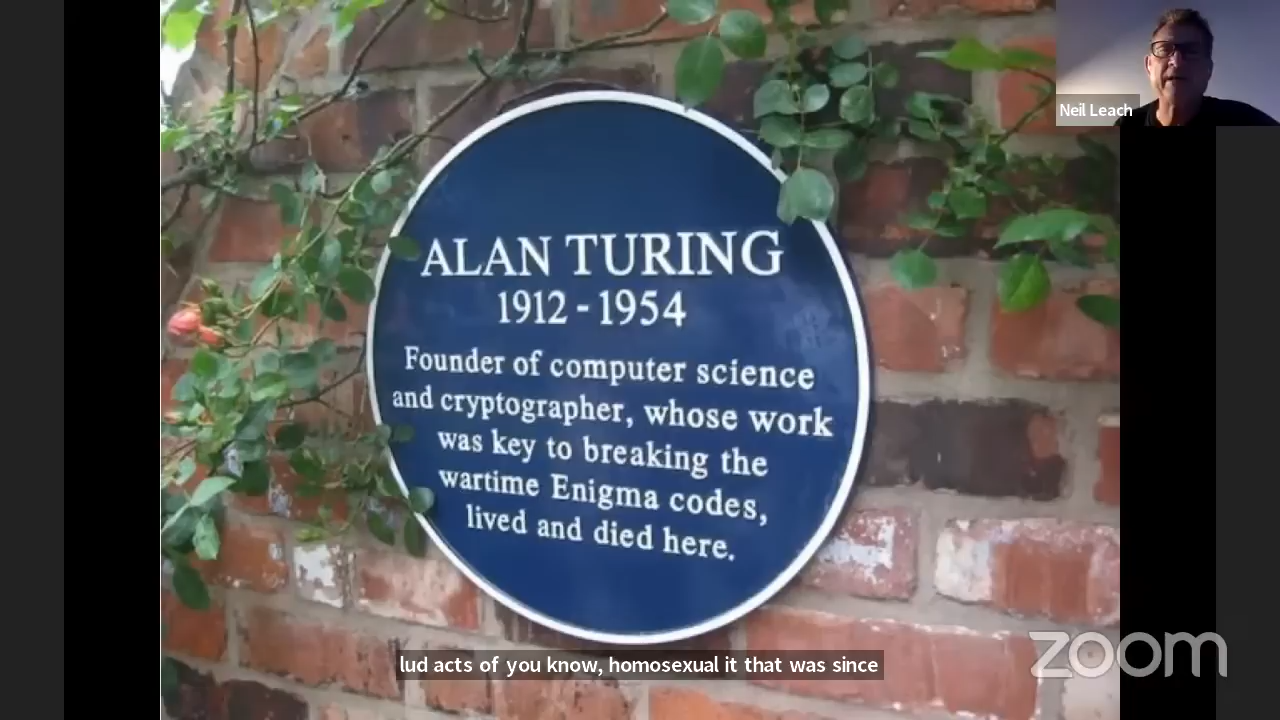 Neil Leach
ALAN TURING
1912 - 1954
Founder of computer science
and cryptographer, whose work
was key to breaking the
wartime Enigma codes,
lived and died here.
lud acts of you know, homosexual it that was since
zoom